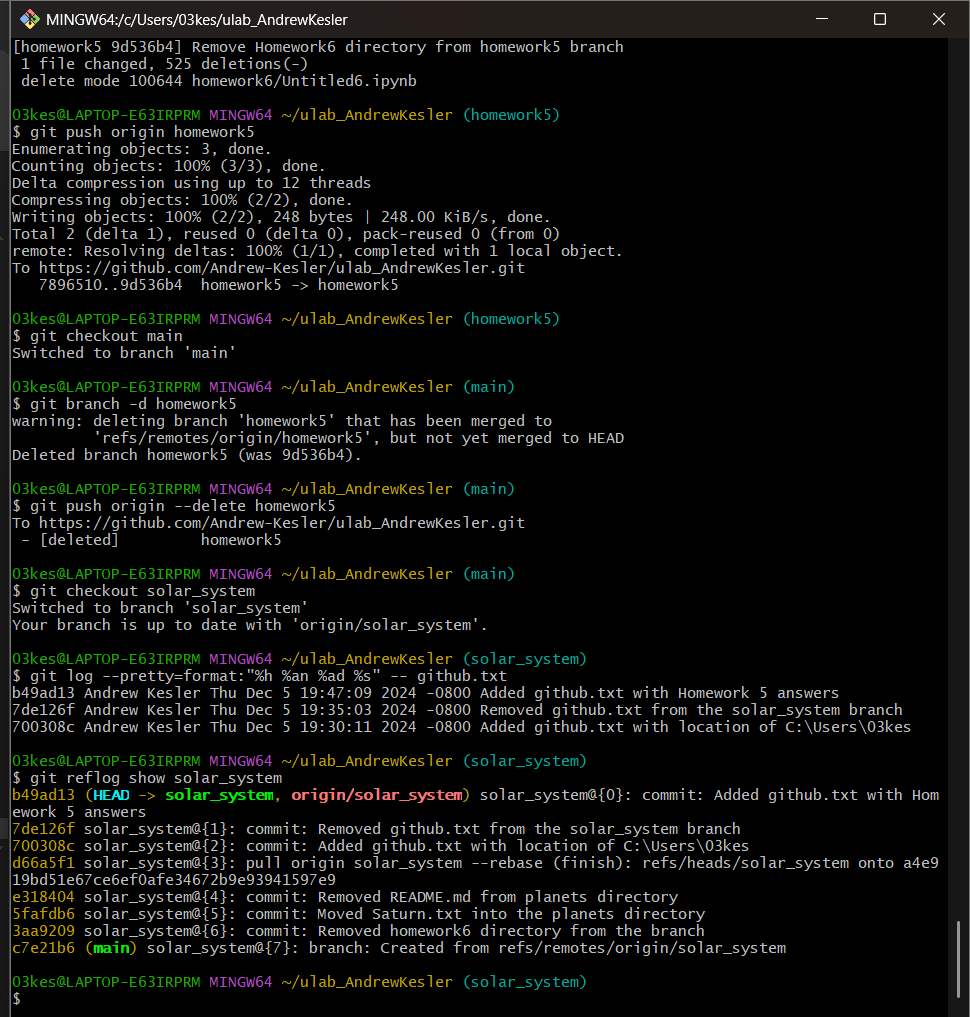 MINGW64:/c/Users/03kes/ulab_AndrewKesler
[homework5 9d536b4] Remove Homework6 directory from homework5 branch
 1 file changed, 525 deletions(-)
 delete mode 100644 homework6/Untitled6.ipynb
03kes@LAPTOP-E63IRPRM MINGW64 ~/ulab_AndrewKesler (homework5)
$ git push origin homework5
Enumerating objects: 3, done.
Counting objects: 100% (3/3), done.
Delta compression using up to 12 threads
Compressing objects: 100% (2/2), done.
Writing objects: 100% (2/2), 248 bytes | 248.00 KiB/s, done.
Total 2 (delta 1), reused 0 (delta 0), pack-reused 0 (from 0)
remote: Resolving deltas: 100% (1/1), completed with 1 local object.
To https://github.com/Andrew-Kesler/ulab_AndrewKesler.git
   7896510..9d536b4  homework5 -> homework5
03kes@LAPTOP-E63IRPRM MINGW64 ~/ulab_AndrewKesler (homework5)
$ git checkout main
Switched to branch 'main'
03kes@LAPTOP-E63IRPRM MINGW64 ~/ulab_AndrewKesler (main)
$ git branch -d homework5
warning: deleting branch 'homework5' that has been merged to
         'refs/remotes/origin/homework5', but not yet merged to HEAD
Deleted branch homework5 (was 9d536b4).
03kes@LAPTOP-E63IRPRM MINGW64 ~/ulab_AndrewKesler (main)
$ git push origin --delete homework5
To https://github.com/Andrew-Kesler/ulab_AndrewKesler.git
 - [deleted]         homework5
03kes@LAPTOP-E63IRPRM MINGW64 ~/ulab_AndrewKesler (main)
$ git checkout solar_system
Switched to branch 'solar_system'
Your branch is up to date with 'origin/solar_system'.
03kes@LAPTOP-E63IRPRM MINGW64 ~/ulab_AndrewKesler (solar_system)
$ git log --pretty=format:"%h %an %ad %s" -- github.txt
b49ad13 Andrew Kesler Thu Dec 5 19:47:09 2024 -0800 Added github.txt with Homework 5 answers
7de126f Andrew Kesler Thu Dec 5 19:35:03 2024 -0800 Removed github.txt from the solar_system branch
700308c Andrew Kesler Thu Dec 5 19:30:11 2024 -0800 Added github.txt with location of C:\Users\03kes
03kes@LAPTOP-E63IRPRM MINGW64 ~/ulab_AndrewKesler (solar_system)
$ git reflog show solar_system
b49ad13 (HEAD -> solar_system, origin/solar_system) solar_system@{0}: commit: Added github.txt with Hom
ework 5 answers
7de126f solar_system@{1}: commit: Removed github.txt from the solar_system branch
700308c solar_system@{2}: commit: Added github.txt with location of C:\Users\03kes
d66a5f1 solar_system@{3}: pull origin solar_system --rebase (finish): refs/heads/solar_system onto a4e9
19bd51e67ce6ef0afe34672b9e93941597e9
e318404 solar_system@{4}: commit: Removed README.md from planets directory
5fafdb6 solar_system@{5}: commit: Moved Saturn.txt into the planets directory
3aa9209 solar_system@{6}: commit: Removed homework6 directory from the branch
c7e21b6 (main) solar_system@{7}: branch: Created from refs/remotes/origin/solar_system
03kes@LAPTOP-E63IRPRM MINGW64 ~/ulab_AndrewKesler (solar_system)
$